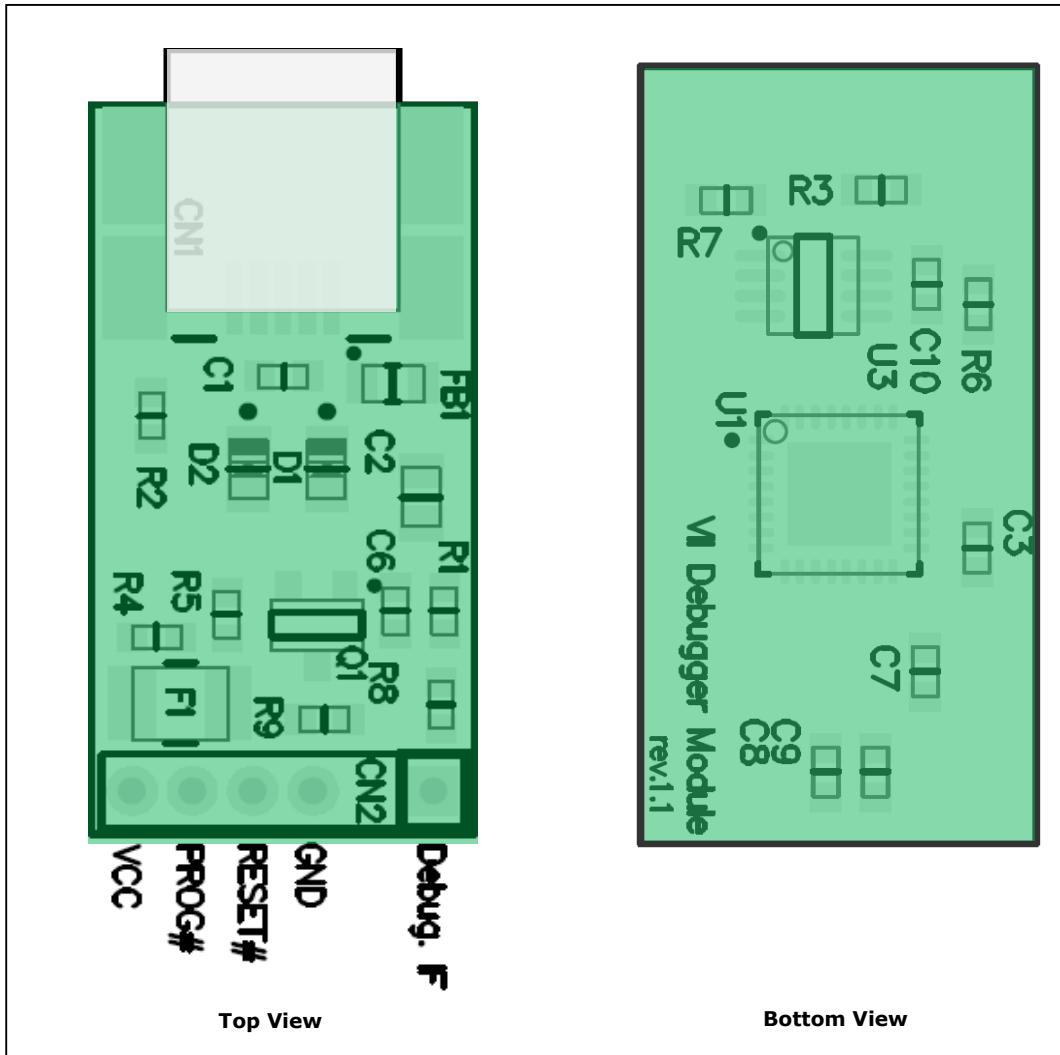 CN1
C1
FB1
R2
D2
D1
C2
C6
R1
R4
R5
Q1
R8
F1
R9
CN2
VCC
PROG#
RESET#
GND
Debug. F
Top View
R3
R7
U3
C10
R6
U1
C3
VII Debugger Module
rev.1.1
C7
C8
C9
Bottom View